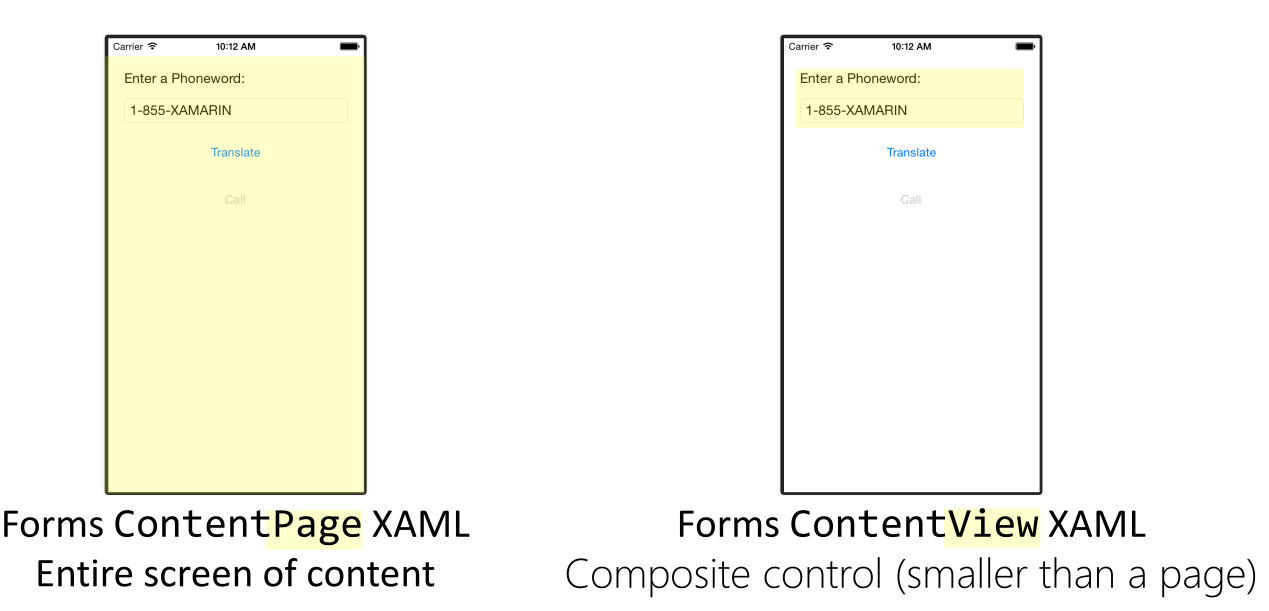 Carrier 10:12 AM
Enter a Phoneword:
1-855-XAMARIN
Translate
Call
Forms ContentPage XAML
Entire screen of content
Carrier 10:12 AM
Enter a Phoneword:
1-855-XAMARIN
Translate
Call
Forms ContentView XAML
Composite control (smaller than a page)